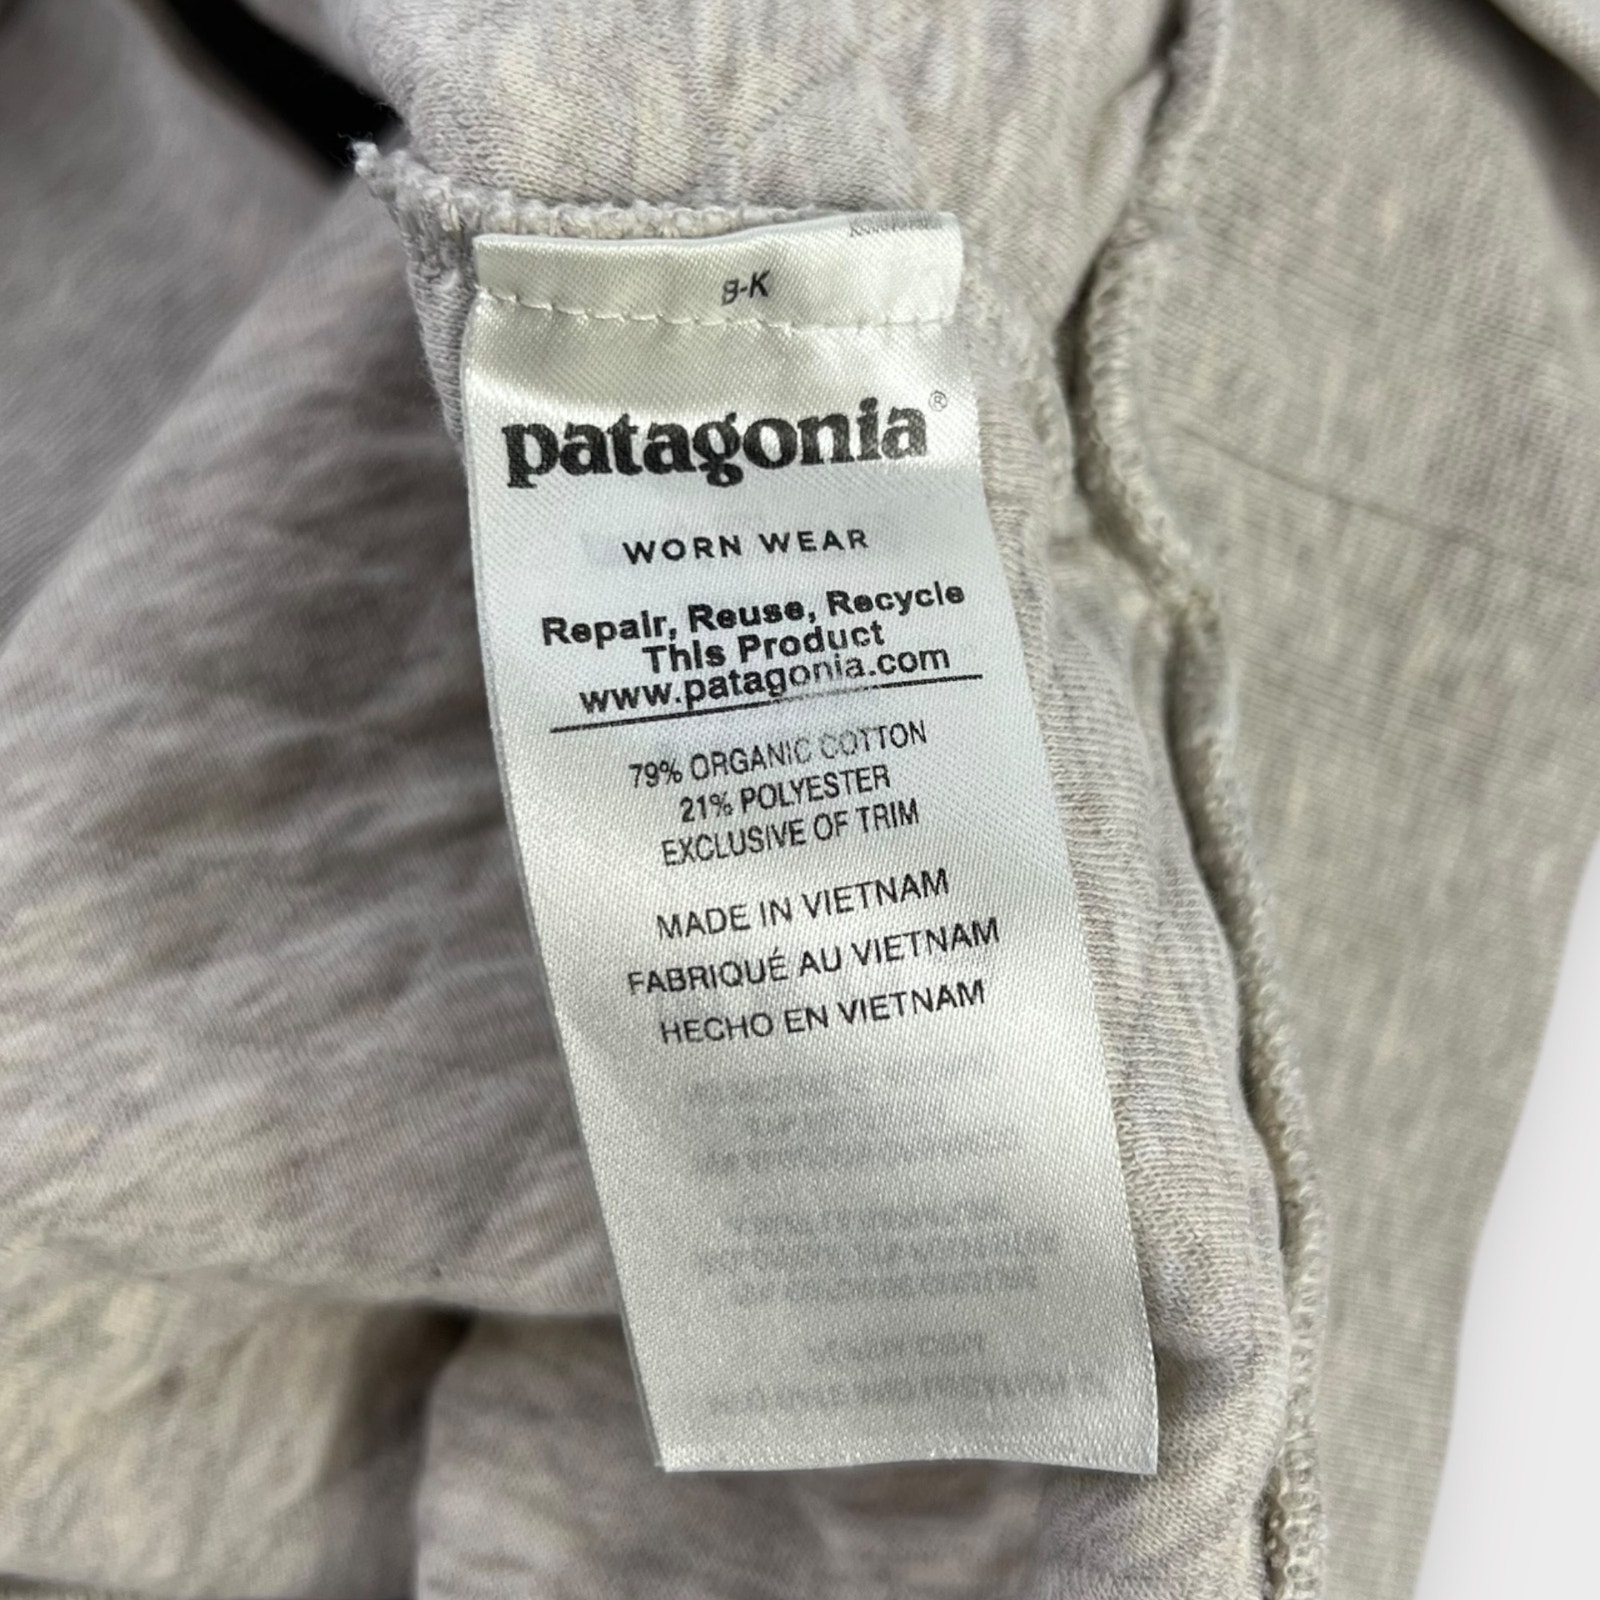 patagonia®
WORN WEAR
Repair, Reuse, Recycle
This Product
www.patagonia.com
79% ORGANIC COTTON
21% POLYESTER
EXCLUSIVE OF TRIM
MADE IN VIETNAM
FABRIQUÉ AU VIETNAM
HECHO EN VIETNAM